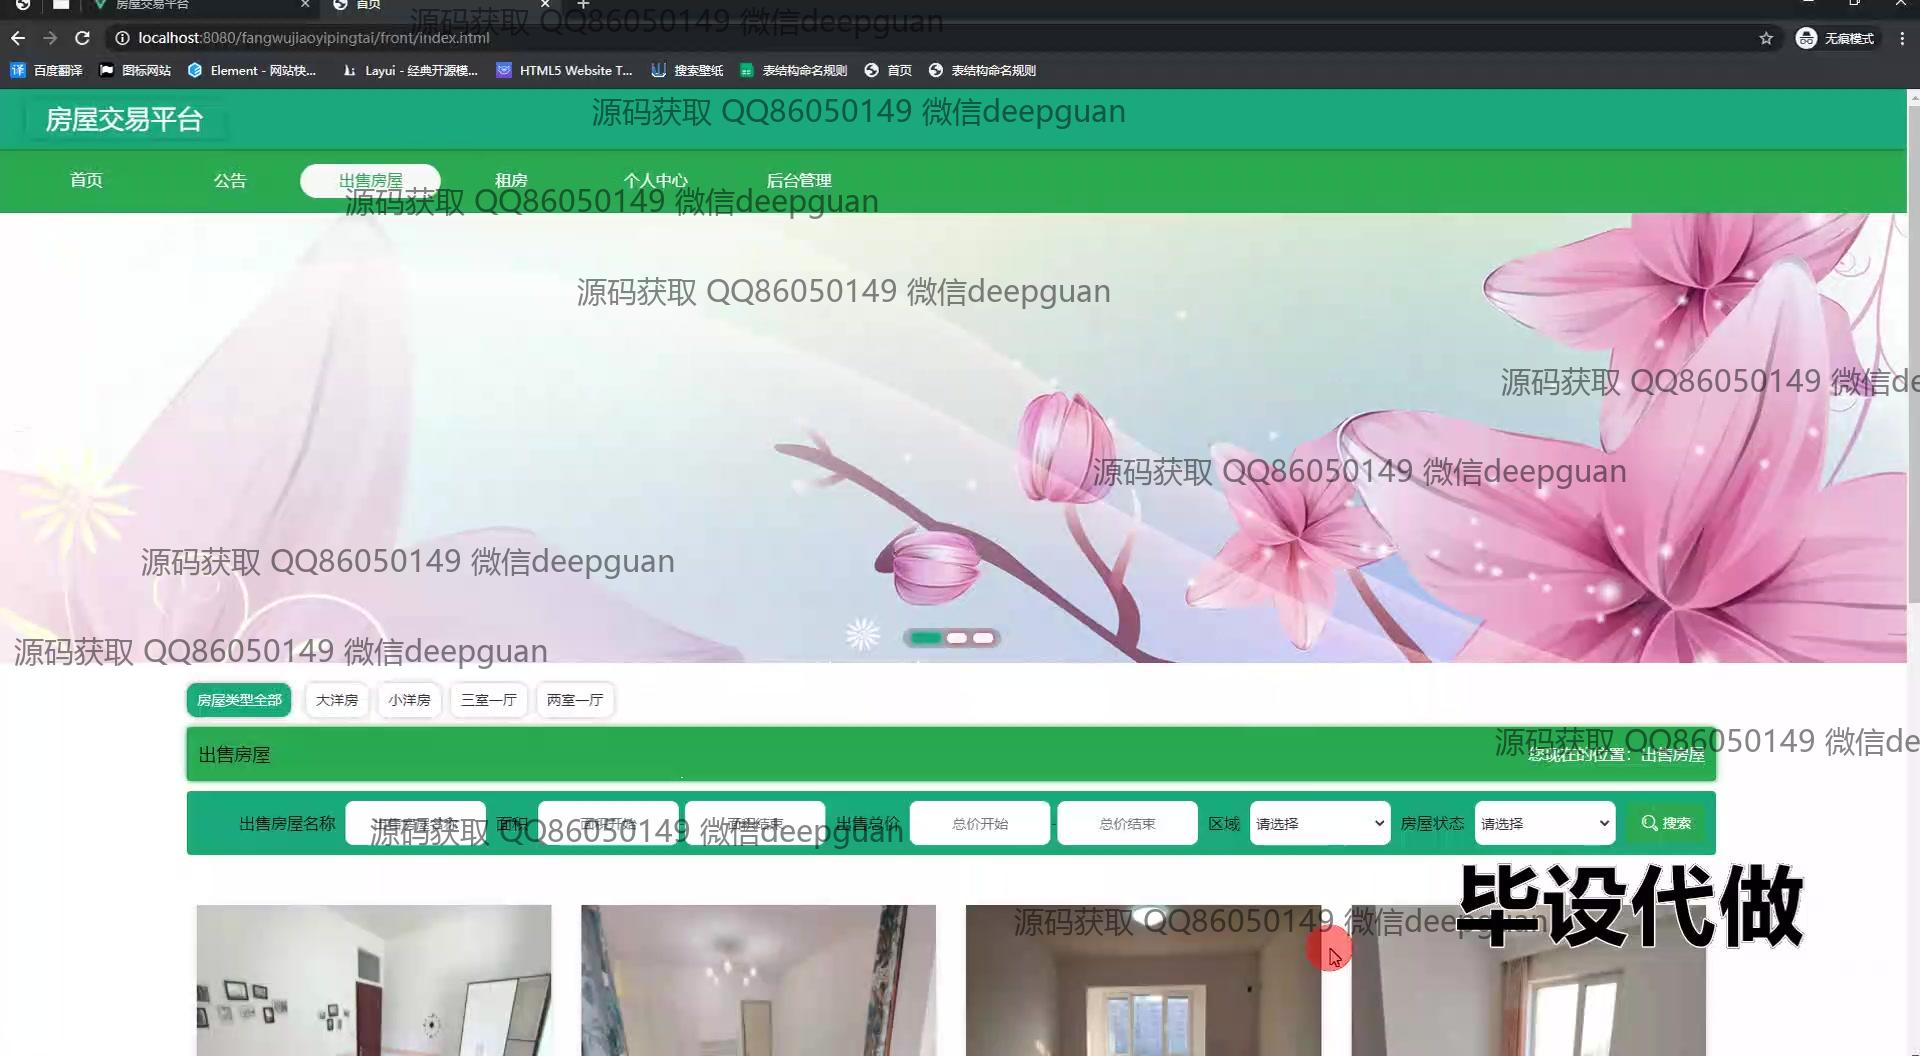 房屋交易平台
首页
源码获取 QQ86050149 微信deepguan
localhost:8080/fangwujiaoyipingtai/front/index.html
无痕模式
百度翻译
图标网站
Element - 网站快...
Layui - 经典开源模...
HTML5 Website T...
搜索壁纸
表结构命名规则
首页
表结构命名规则
房屋交易平台
源码获取 QQ86050149 微信deepguan
首页
公告
出售房屋
租房
个人中心
后台管理
源码获取 QQ86050149 微信deepguan
源码获取 QQ86050149 微信deepguan
源码获取 QQ86050149 微信de
源码获取 QQ86050149 微信deepguan
源码获取 QQ86050149 微信deepguan
源码获取 QQ86050149 微信deepguan
房屋类型全部
大洋房
小洋房
三室一厅
两室一厅
出售房屋
您现在的位置：出售房屋
源码获取 QQ86050149 微信de
出售房屋名称
出售房屋名称
面积
面积开始
面积结束
出售总价
总价开始
-
总价结束
区域
请选择
房屋状态
请选择
搜索
源码获取 QQ86050149 微信deepguan
毕设代做
源码获取 QQ86050149 微信deepguan